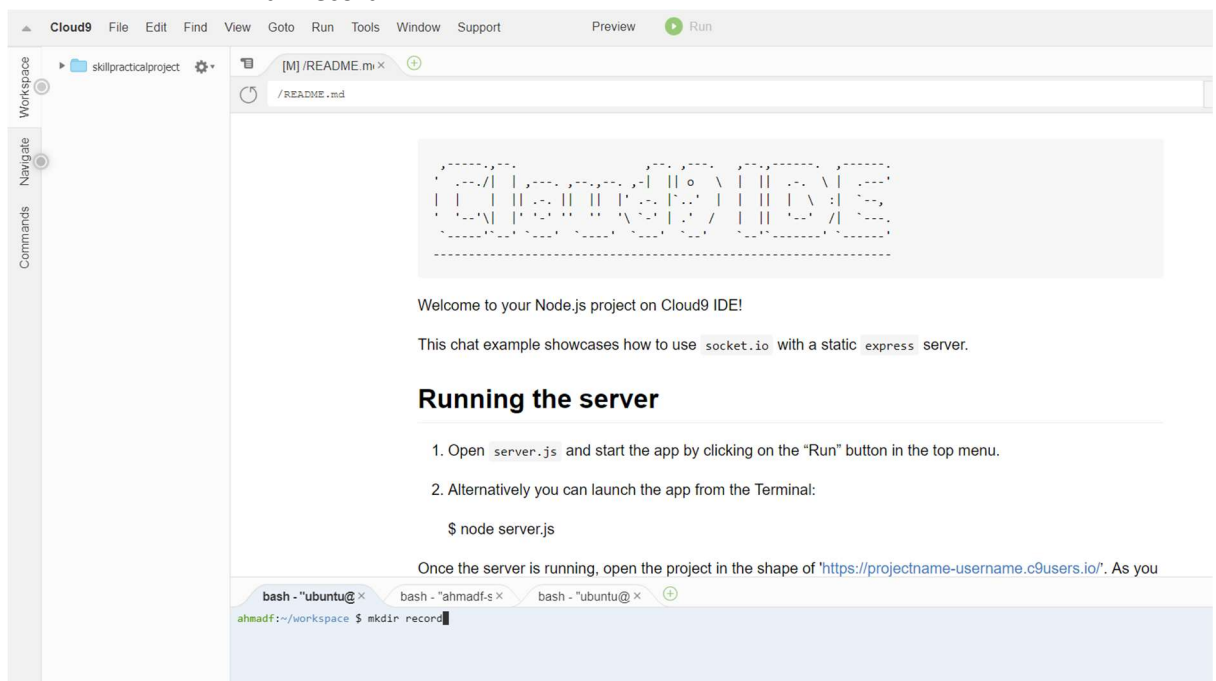 Cloud9 File Edit Find View Goto Run Tools Window Support Preview Run
Workspace
Navigate
Commands
skillpracticalproject
[M] /README.m
/README.md
Cloud9 IDE
Welcome to your Node.js project on Cloud9 IDE!
This chat example showcases how to use socket.io with a static express server.
Running the server
1. Open server.js and start the app by clicking on the “Run” button in the top menu.
2. Alternatively you can launch the app from the Terminal:
$ node server.js
Once the server is running, open the project in the shape of 'https://projectname-username.c9users.io/'. As you
bash - "ubuntu@ × bash - "ahmadf-s × bash - "ubuntu@ ×
ahmadf:~/workspace $ mkdir record